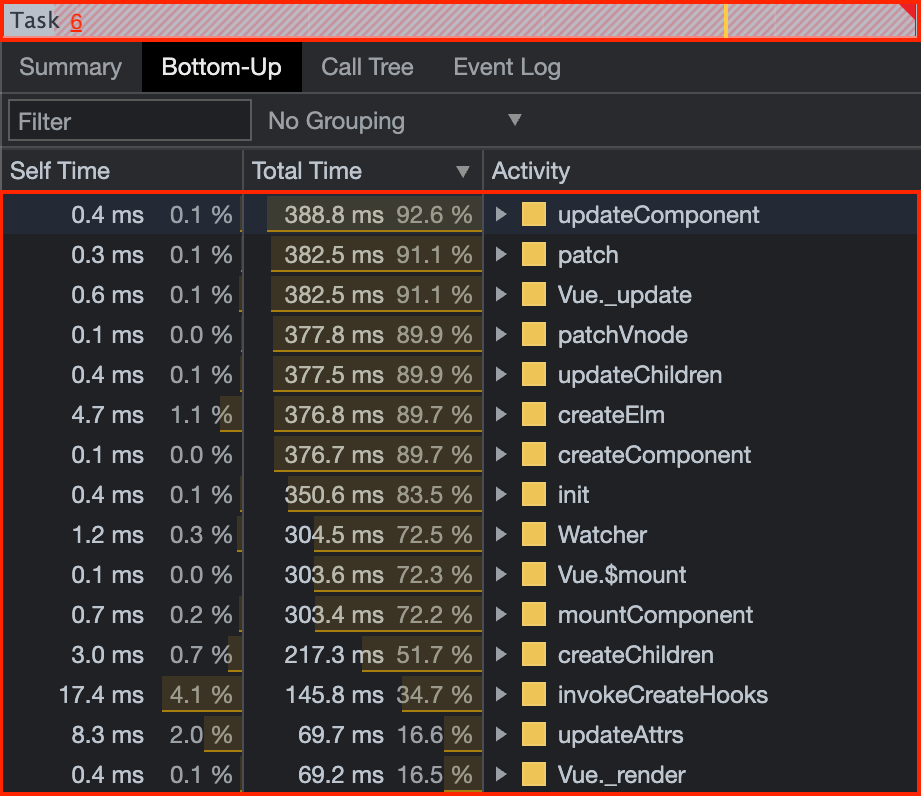 Task 6
Summary Bottom-Up Call Tree Event Log
Filter No Grouping ▼
Self Time Total Time ▼ Activity
0.4 ms 0.1 % 388.8 ms 92.6 % updateComponent
0.3 ms 0.1 % 382.5 ms 91.1 % patch
0.6 ms 0.1 % 382.5 ms 91.1 % Vue._update
0.1 ms 0.0 % 377.8 ms 89.9 % patchVnode
0.4 ms 0.1 % 377.5 ms 89.9 % updateChildren
4.7 ms 1.1 % 376.8 ms 89.7 % createElm
0.1 ms 0.0 % 376.7 ms 89.7 % createComponent
0.4 ms 0.1 % 350.6 ms 83.5 % init
1.2 ms 0.3 % 304.5 ms 72.5 % Watcher
0.1 ms 0.0 % 303.6 ms 72.3 % Vue.$mount
0.7 ms 0.2 % 303.4 ms 72.2 % mountComponent
3.0 ms 0.7 % 217.3 ms 51.7 % createChildren
17.4 ms 4.1 % 145.8 ms 34.7 % invokeCreateHooks
8.3 ms 2.0 % 69.7 ms 16.6 % updateAttrs
0.4 ms 0.1 % 69.2 ms 16.5 % Vue._render